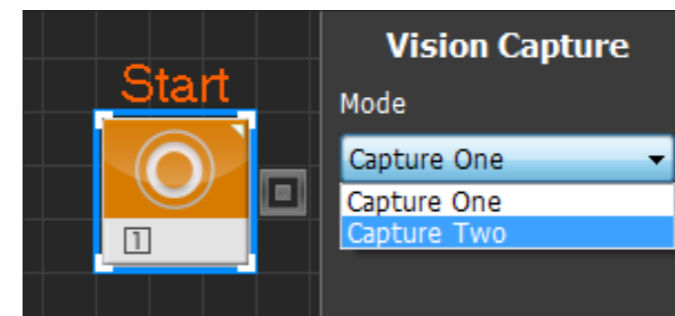 Start
1
Vision Capture
Mode
Capture One
Capture One
Capture Two